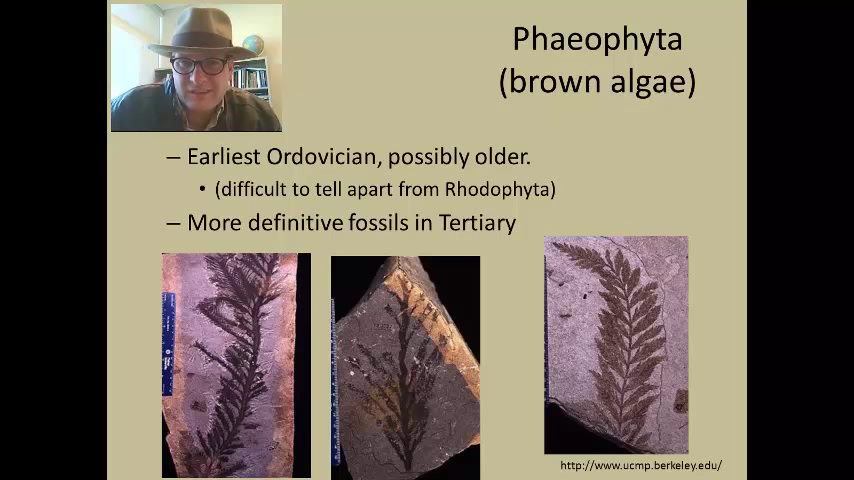 Phaeophyta
(brown algae)
– Earliest Ordovician, possibly older.
• (difficult to tell apart from Rhodophyta)
– More definitive fossils in Tertiary
http://www.ucmp.berkeley.edu/